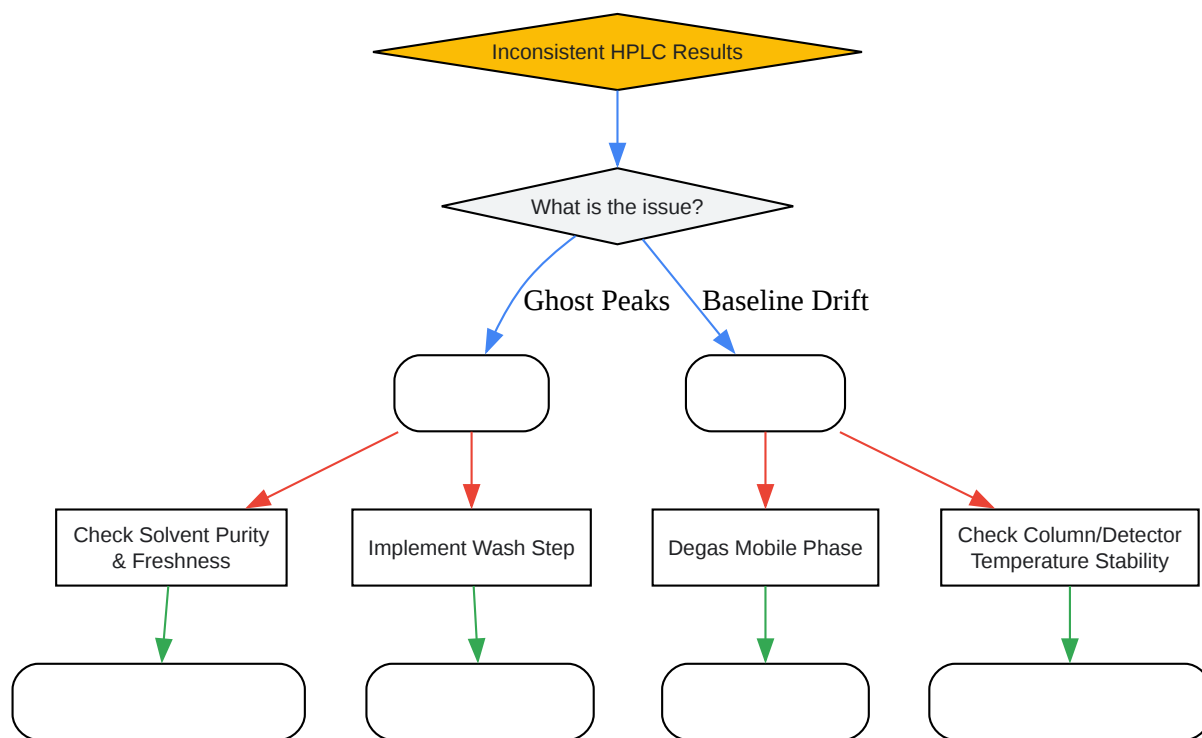 Inconsistent HPLC Results
What is the issue?
Ghost Peaks
Baseline Drift
Check Solvent Purity
& Freshness
Implement Wash Step
Degas Mobile Phase
Check Column/Detector
Temperature Stability